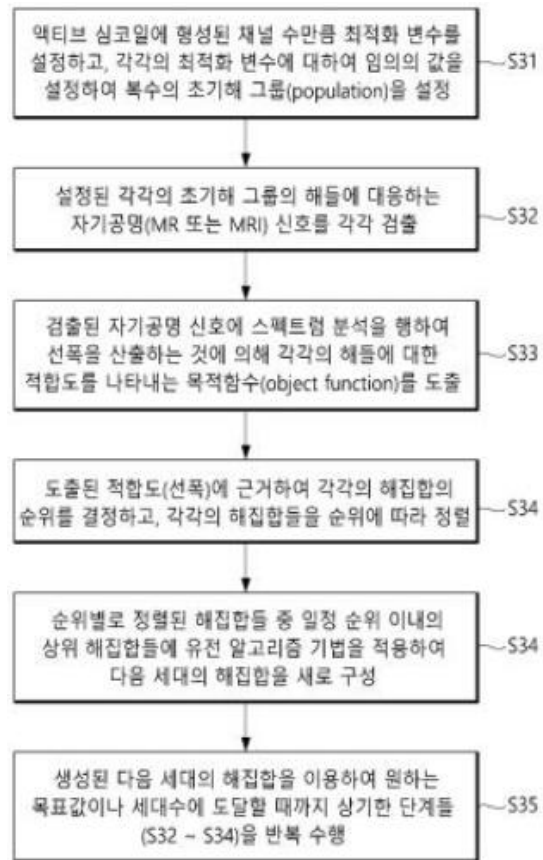 액티브 심코일에 형성된 채널 수만큼 최적화 변수를
설정하고, 각각의 최적화 변수에 대하여 임의의 값을
설정하여 복수의 초기해 그룹(population)을 설정
S31
설정된 각각의 초기해 그룹의 해들에 대응하는
자기공명(MR 또는 MRI) 신호를 각각 검출
S32
검출된 자기공명 신호에 스펙트럼 분석을 행하여
선폭을 산출하는 것에 의해 각각의 해들에 대한
적합도를 나타내는 목적함수(object function)를 도출
S33
도출된 적합도(선폭)에 근거하여 각각의 해집합의
순위를 결정하고, 각각의 해집합들을 순위에 따라 정렬
S34
순위별로 정렬된 해집합들 중 일정 순위 이내의
상위 해집합들에 유전 알고리즘 기법을 적용하여
다음 세대의 해집합을 새로 구성
S34
생성된 다음 세대의 해집합을 이용하여 원하는
목표값이나 세대수에 도달할 때까지 상기한 단계들
(S32 ~ S34)을 반복 수행
S35